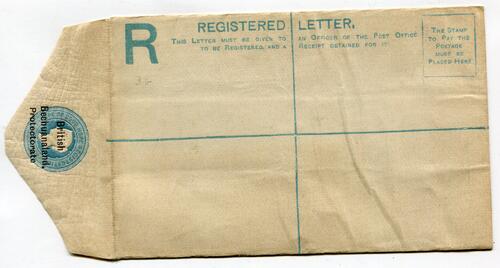 R
REGISTERED LETTER.
THIS LETTER MUST BE GIVEN TO AN OFFICER OF THE POST OFFICE
TO BE REGISTERED, AND A RECEIPT OBTAINED FOR IT.
THE STAMP
TO PAY THE
POSTAGE
MUST BE
PLACED HERE
British
Bechuanaland
Protectorate